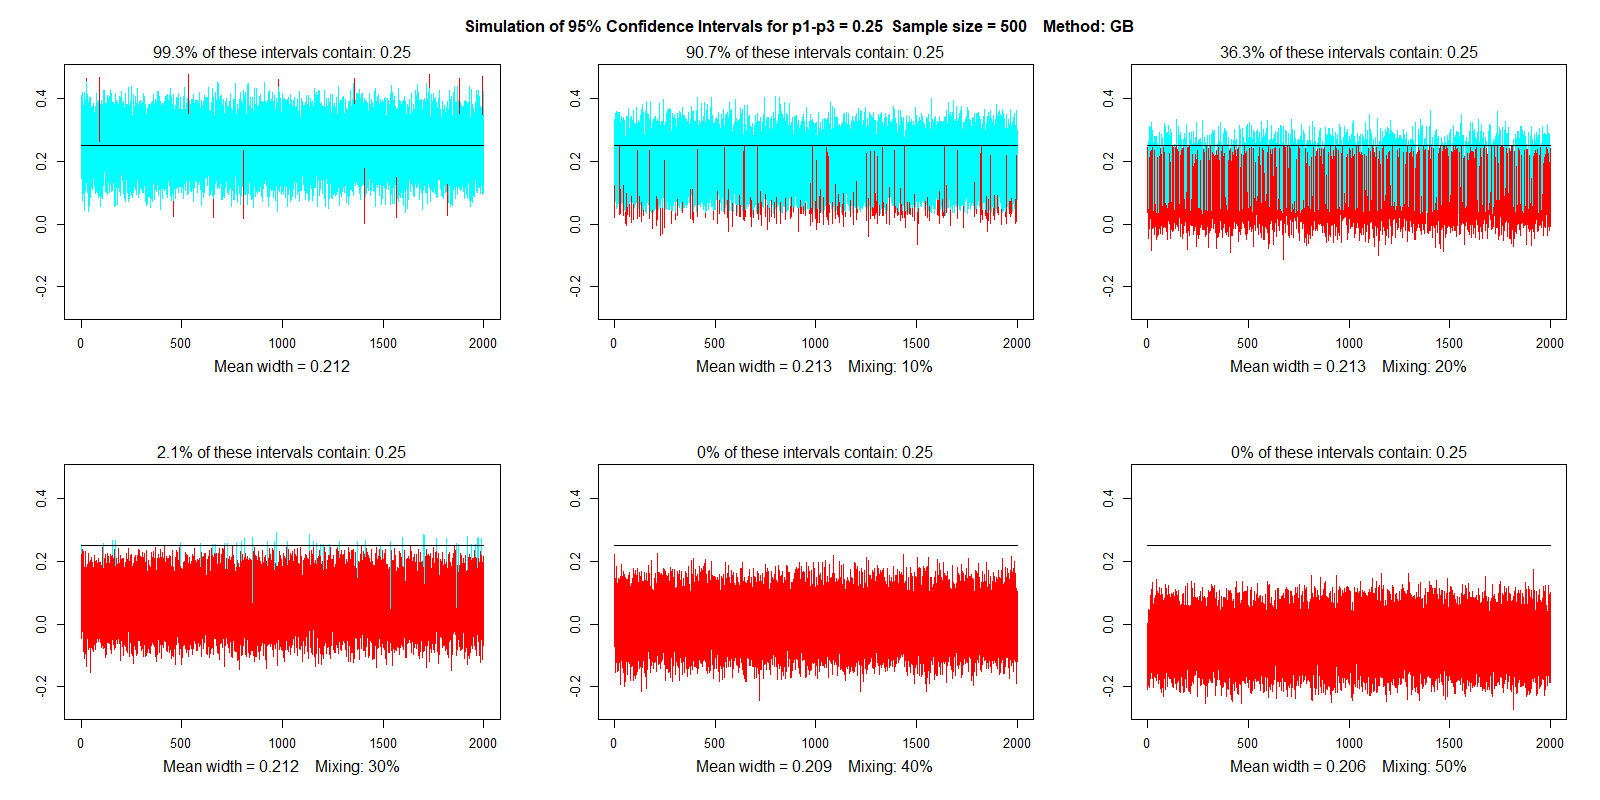 Simulation of 95% Confidence Intervals for p1-p3 = 0.25  Sample size = 500    Method: GB
99.3% of these intervals contain: 0.25
0.4
0.2
0.0
-0.2
0 500 1000 1500 2000
Mean width = 0.212
90.7% of these intervals contain: 0.25
0.4
0.2
0.0
-0.2
0 500 1000 1500 2000
Mean width = 0.213    Mixing: 10%
36.3% of these intervals contain: 0.25
0.4
0.2
0.0
-0.2
0 500 1000 1500 2000
Mean width = 0.213    Mixing: 20%
2.1% of these intervals contain: 0.25
0.4
0.2
0.0
-0.2
0 500 1000 1500 2000
Mean width = 0.212    Mixing: 30%
0% of these intervals contain: 0.25
0.4
0.2
0.0
-0.2
0 500 1000 1500 2000
Mean width = 0.209    Mixing: 40%
0% of these intervals contain: 0.25
0.4
0.2
0.0
-0.2
0 500 1000 1500 2000
Mean width = 0.206    Mixing: 50%